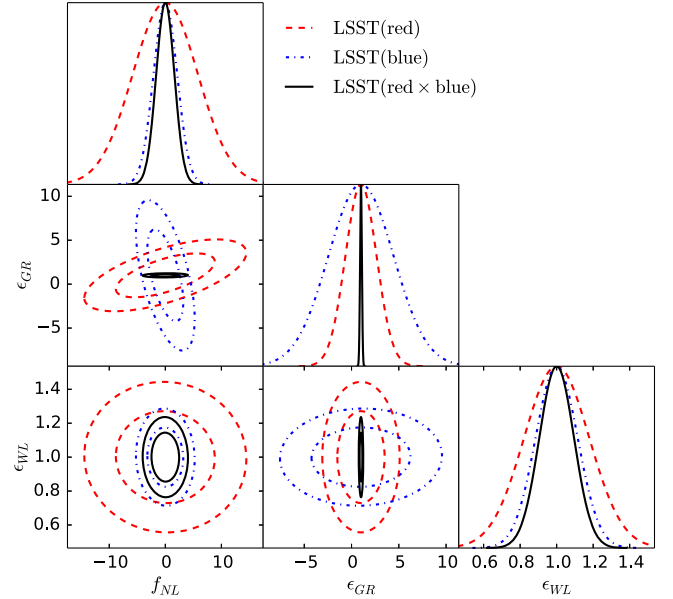 LSST(red)
LSST(blue)
LSST(red × blue)
10
5
0
−5
ϵ_GR
1.4
1.2
1.0
0.8
0.6
ϵ_WL
−10 0 10 −5 0 5 10 0.6 0.8 1.0 1.2 1.4
f_NL ϵ_GR ϵ_WL